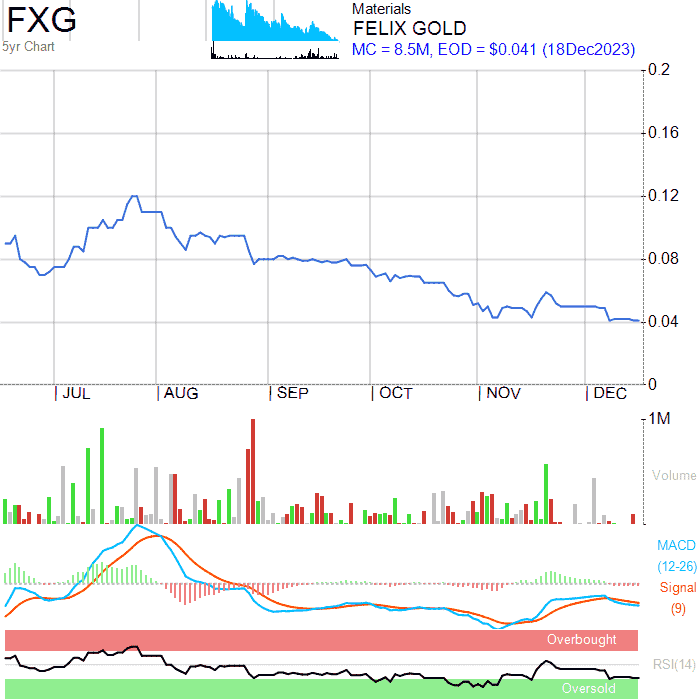 FXG
5yr Chart
Materials
FELIX GOLD
MC = 8.5M, EOD = $0.041 (18Dec2023)
0.2
0.16
0.12
0.08
0.04
0
JUL AUG SEP OCT NOV DEC
1M
Volume
MACD
(12-26)
Signal
(9)
Overbought
RSI(14)
Oversold